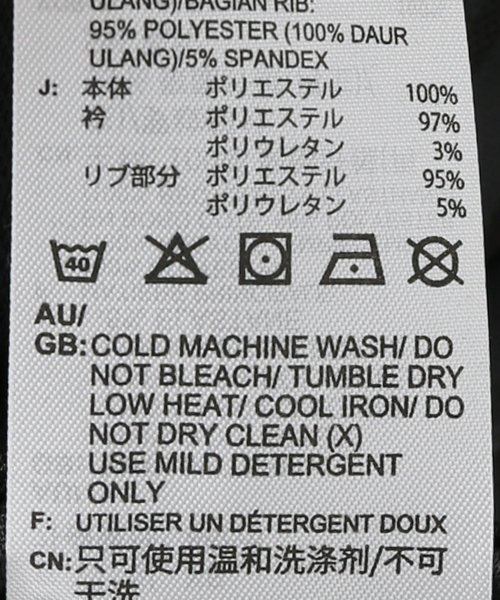 ULANG)/BAGIAN RIB:
95% POLYESTER (100% DAUR
ULANG)/5% SPANDEX
J: 本体 ポリエステル 100%
衿 ポリエステル 97%
ポリウレタン 3%
リブ部分 ポリエステル 95%
ポリウレタン 5%
40
AU/
GB: COLD MACHINE WASH/ DO
NOT BLEACH/ TUMBLE DRY
LOW HEAT/ COOL IRON/ DO
NOT DRY CLEAN (X)
USE MILD DETERGENT
ONLY
F: UTILISER UN DÉTERGENT DOUX
CN: 只可使用温和洗涤剂/不可
干洗